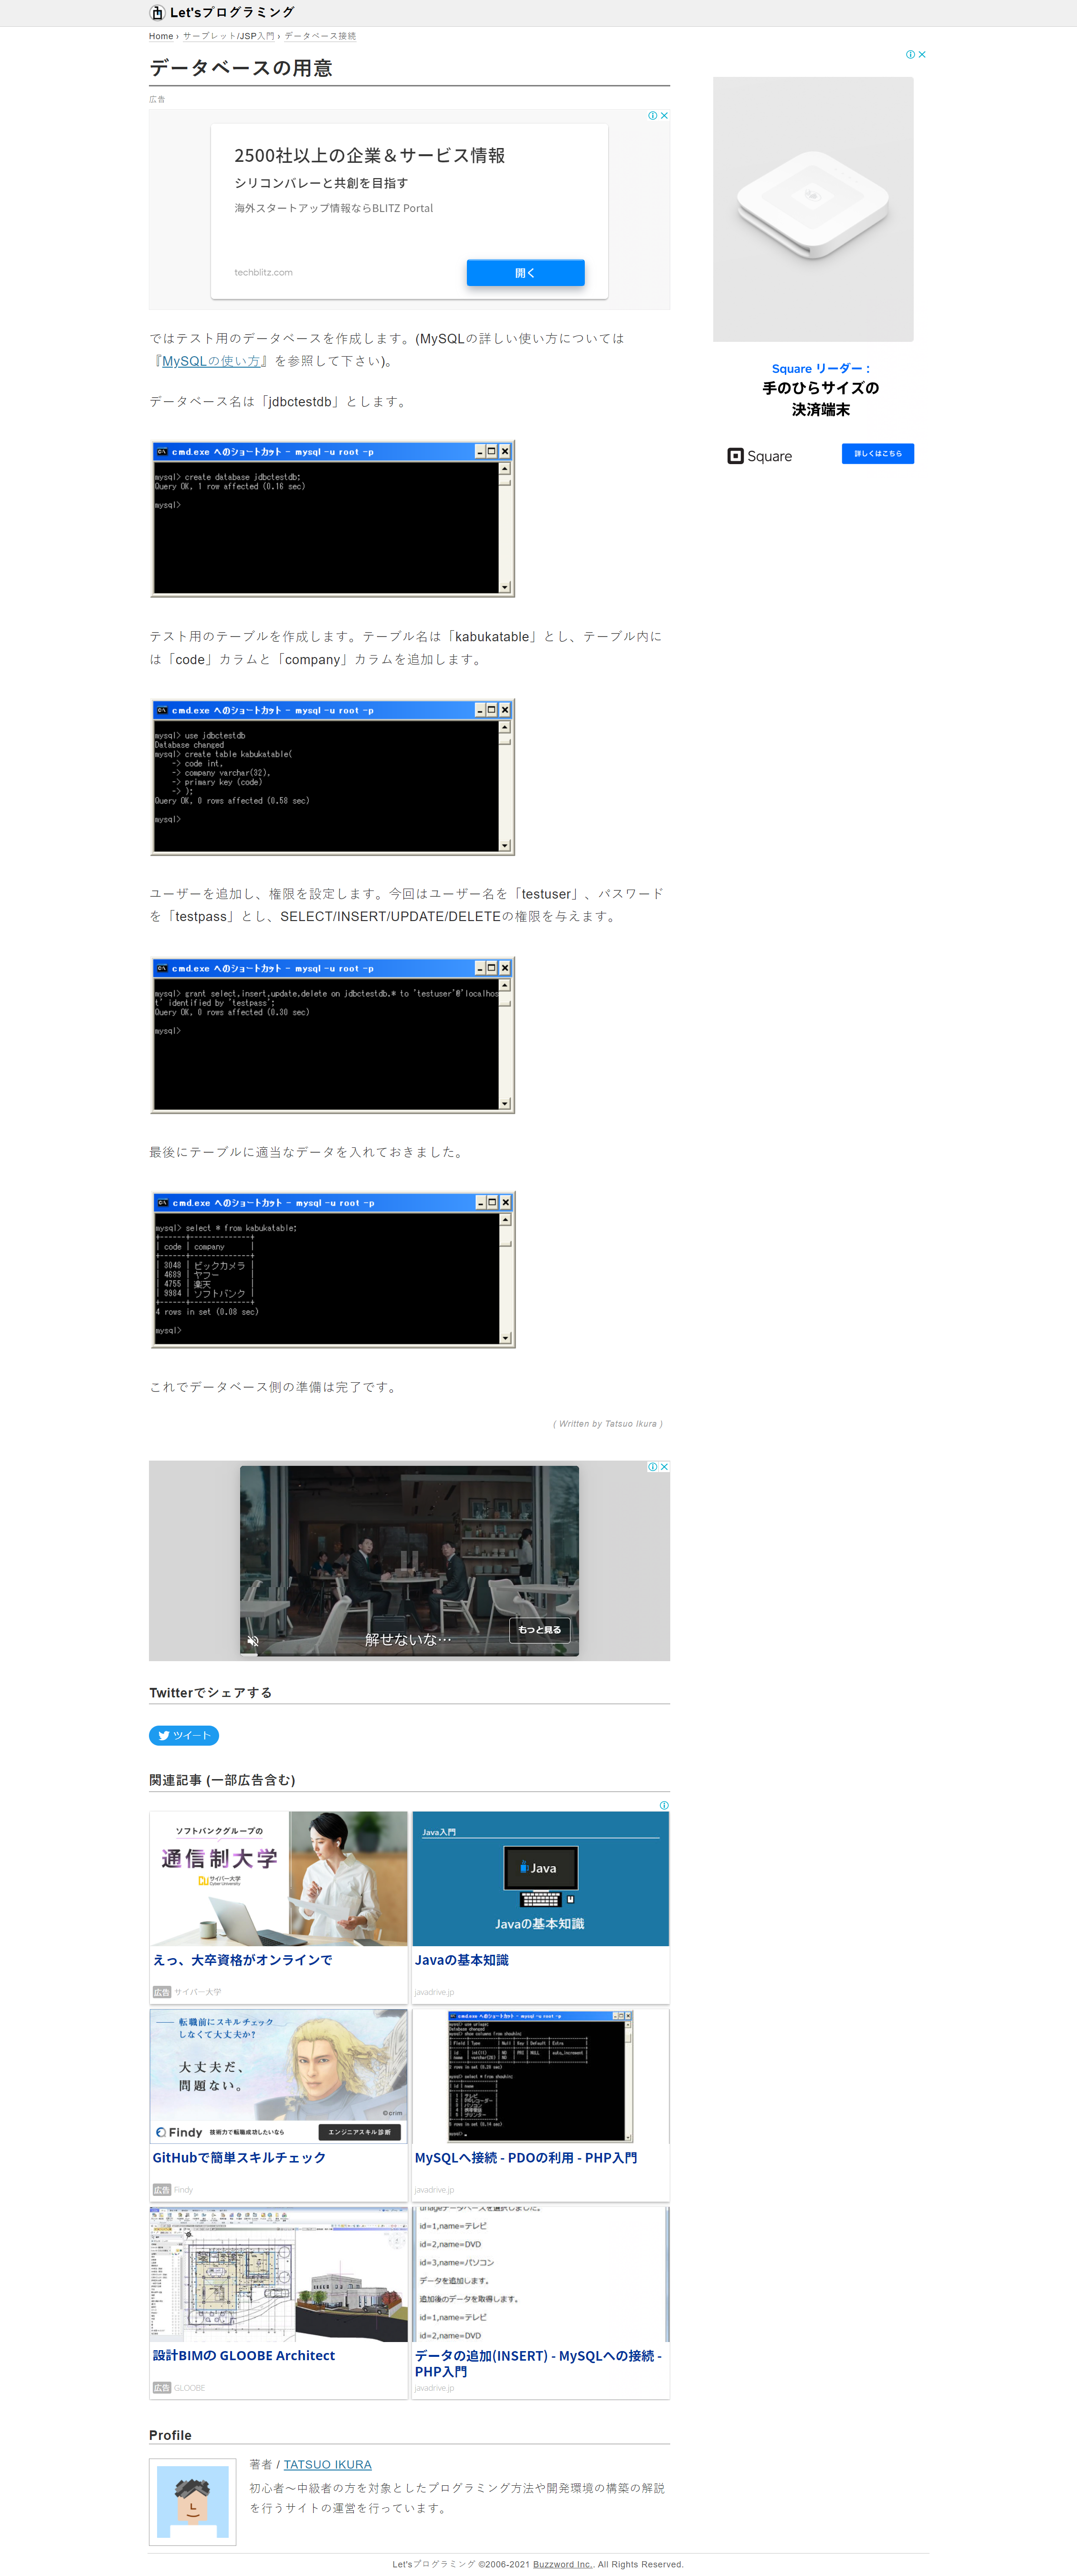 Let'sプログラミング
Home › サーブレット/JSP入門 › データベース接続
データベースの用意
広告
2500社以上の企業＆サービス情報
シリコンバレーと共創を目指す
海外スタートアップ情報ならBLITZ Portal
techblitz.com
開く
Square リーダー：
手のひらサイズの
決済端末
Square
詳しくはこちら
ではテスト用のデータベースを作成します。(MySQLの詳しい使い方については
『MySQLの使い方』を参照して下さい)。
データベース名は「jdbctestdb」とします。
cmd.exe へのショートカット - mysql -u root -p
mysql> create database jdbctestdb;
Query OK, 1 row affected (0.16 sec)
mysql>
テスト用のテーブルを作成します。テーブル名は「kabukatable」とし、テーブル内に
は「code」カラムと「company」カラムを追加します。
cmd.exe へのショートカット - mysql -u root -p
mysql> use jdbctestdb
Database changed
mysql> create table kabukatable(
-> code int,
-> company varchar(32),
-> primary key (code)
-> );
Query OK, 0 rows affected (0.58 sec)
mysql>
ユーザーを追加し、権限を設定します。今回はユーザー名を「testuser」、パスワード
を「testpass」とし、SELECT/INSERT/UPDATE/DELETEの権限を与えます。
cmd.exe へのショートカット - mysql -u root -p
mysql> grant select,insert,update,delete on jdbctestdb.* to 'testuser'@'localhos
t' identified by 'testpass';
Query OK, 0 rows affected (0.30 sec)
mysql>
最後にテーブルに適当なデータを入れておきました。
cmd.exe へのショートカット - mysql -u root -p
mysql> select * from kabukatable;
+------+--------------+
| code | company |
+------+--------------+
| 3048 | ビックカメラ |
| 4689 | ヤフー |
| 4755 | 楽天 |
| 9984 | ソフトバンク |
+------+--------------+
4 rows in set (0.08 sec)
mysql>
これでデータベース側の準備は完了です。
( Written by Tatsuo Ikura )
解せないな…
もっと見る
Twitterでシェアする
ツイート
関連記事 (一部広告含む)
ソフトバンクグループの
通信制大学
サイバー大学
Cyber University
えっ、大卒資格がオンラインで
広告 サイバー大学
Java入門
Java
Javaの基本知識
Javaの基本知識
javadrive.jp
転職前にスキルチェック
しなくて大丈夫か?
大丈夫だ、
問題ない。
©crim
Findy 技術力で転職成功したいなら
エンジニアスキル診断
GitHubで簡単スキルチェック
広告 Findy
MySQLへ接続 - PDOの利用 - PHP入門
javadrive.jp
設計BIMの GLOOBE Architect
広告 GLOOBE
id=1,name=テレビ
id=2,name=DVD
id=3,name=パソコン
データを追加します。
追加後のデータを取得します。
id=1,name=テレビ
id=2,name=DVD
データの追加(INSERT) - MySQLへの接続 -
PHP入門
javadrive.jp
Profile
著者 / TATSUO IKURA
初心者～中級者の方を対象としたプログラミング方法や開発環境の構築の解説
を行うサイトの運営を行っています。
Let'sプログラミング ©2006-2021 Buzzword Inc.. All Rights Reserved.